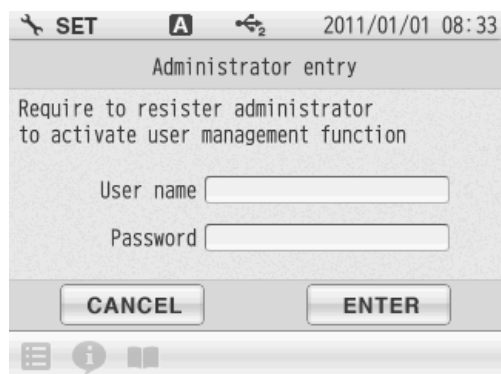 SET A 2 2011/01/01 08:33
Administrator entry
Require to resister administrator
to activate user management function
User name
Password
CANCEL ENTER